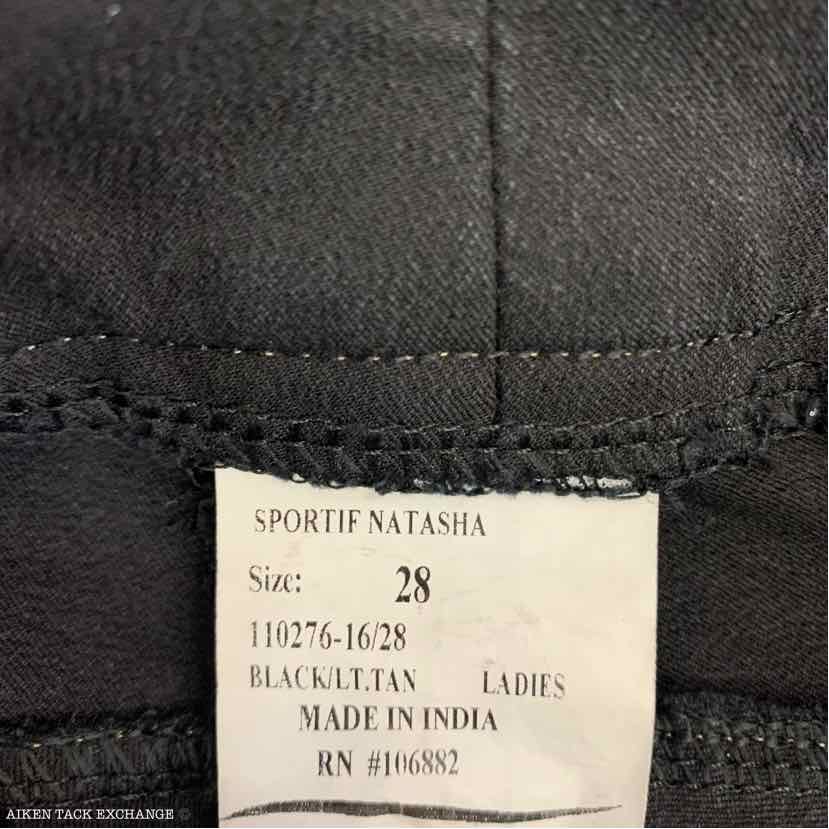 SPORTIF NATASHA
Size: 28
110276-16/28
BLACK/LT.TAN LADIES
MADE IN INDIA
RN #106882
AIKEN TACK EXCHANGE ©